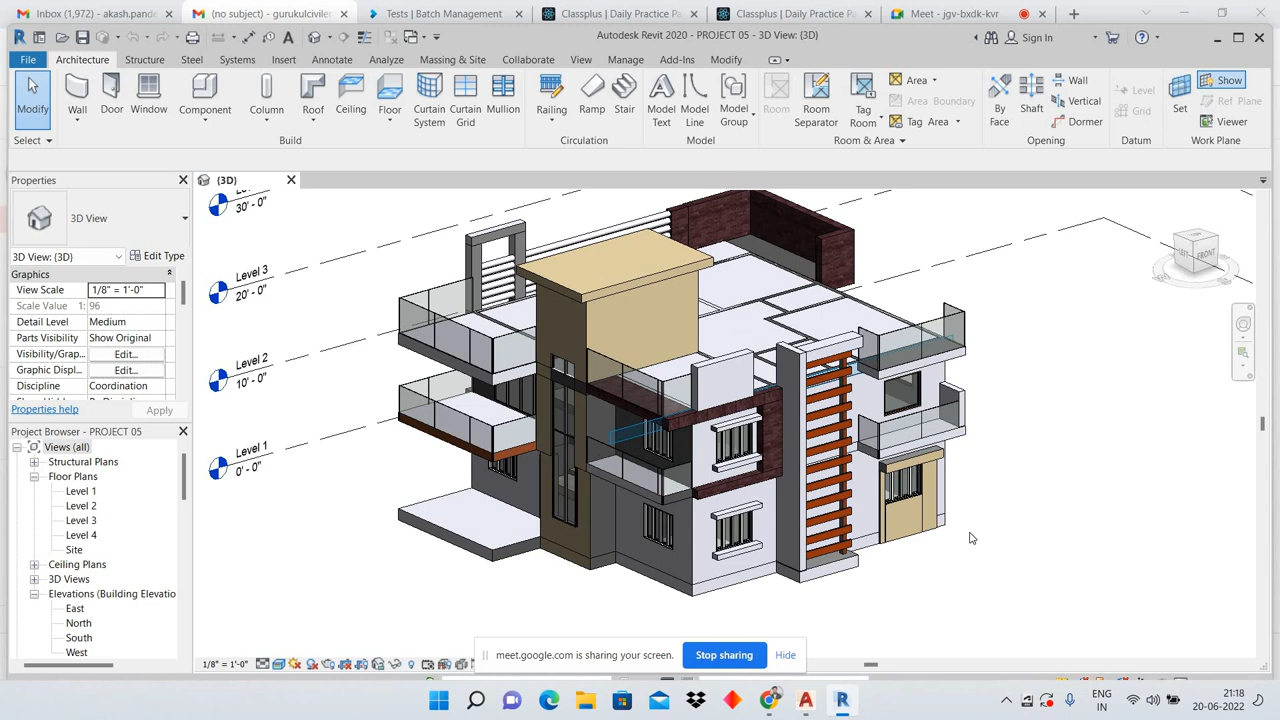 Inbox (1,972) - akash.pande
(no subject) - gurukulciviler
Tests | Batch Management
Classplus | Daily Practice Pa
Classplus | Daily Practice Pa
Meet - jgv-bxdk-kvr
Autodesk Revit 2020 - PROJECT 05 - 3D View: {3D}
Sign In
File
Architecture
Structure
Steel
Systems
Insert
Annotate
Analyze
Massing & Site
Collaborate
View
Manage
Add-Ins
Modify
Modify
Wall
Door
Window
Component
Column
Roof
Ceiling
Floor
Curtain System
Curtain Grid
Mullion
Railing
Ramp
Stair
Model Text
Model Line
Model Group
Room
Room Separator
Tag Room
Area
Area Boundary
Tag Area
By Face
Shaft
Wall
Vertical
Dormer
Level
Grid
Set
Show
Ref Plane
Viewer
Select
Build
Circulation
Model
Room & Area
Opening
Datum
Work Plane
Properties
{3D}
3D View
3D View: {3D}
Edit Type
Graphics
View Scale 1/8" = 1'-0"
Scale Value 1: 96
Detail Level Medium
Parts Visibility Show Original
Visibility/Grap... Edit...
Graphic Displ... Edit...
Discipline Coordination
Properties help
Apply
Project Browser - PROJECT 05
Views (all)
Structural Plans
Floor Plans
Level 1
Level 2
Level 3
Level 4
Site
Ceiling Plans
3D Views
Elevations (Building Elevatio
East
North
South
West
30' - 0"
Level 3
20' - 0"
Level 2
10' - 0"
Level 1
0' - 0"
LEFT
FRONT
meet.google.com is sharing your screen.
Stop sharing
Hide
1/8" = 1'-0"
ENG
IN
21:18
20-06-2022